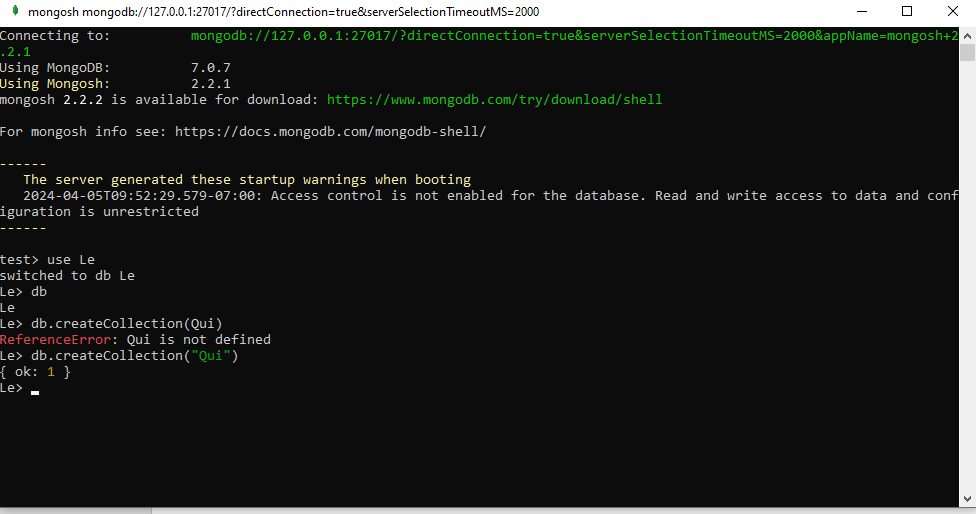 mongosh mongodb://127.0.0.1:27017/?directConnection=true&serverSelectionTimeoutMS=2000
Connecting to: mongodb://127.0.0.1:27017/?directConnection=true&serverSelectionTimeoutMS=2000&appName=mongosh+2
.2.1
Using MongoDB: 7.0.7
Using Mongosh: 2.2.1
mongosh 2.2.2 is available for download: https://www.mongodb.com/try/download/shell
For mongosh info see: https://docs.mongodb.com/mongodb-shell/
------
The server generated these startup warnings when booting
2024-04-05T09:52:29.579-07:00: Access control is not enabled for the database. Read and write access to data and conf
iguration is unrestricted
------
test> use Le
switched to db Le
Le> db
Le
Le> db.createCollection(Qui)
ReferenceError: Qui is not defined
Le> db.createCollection("Qui")
{ ok: 1 }
Le>